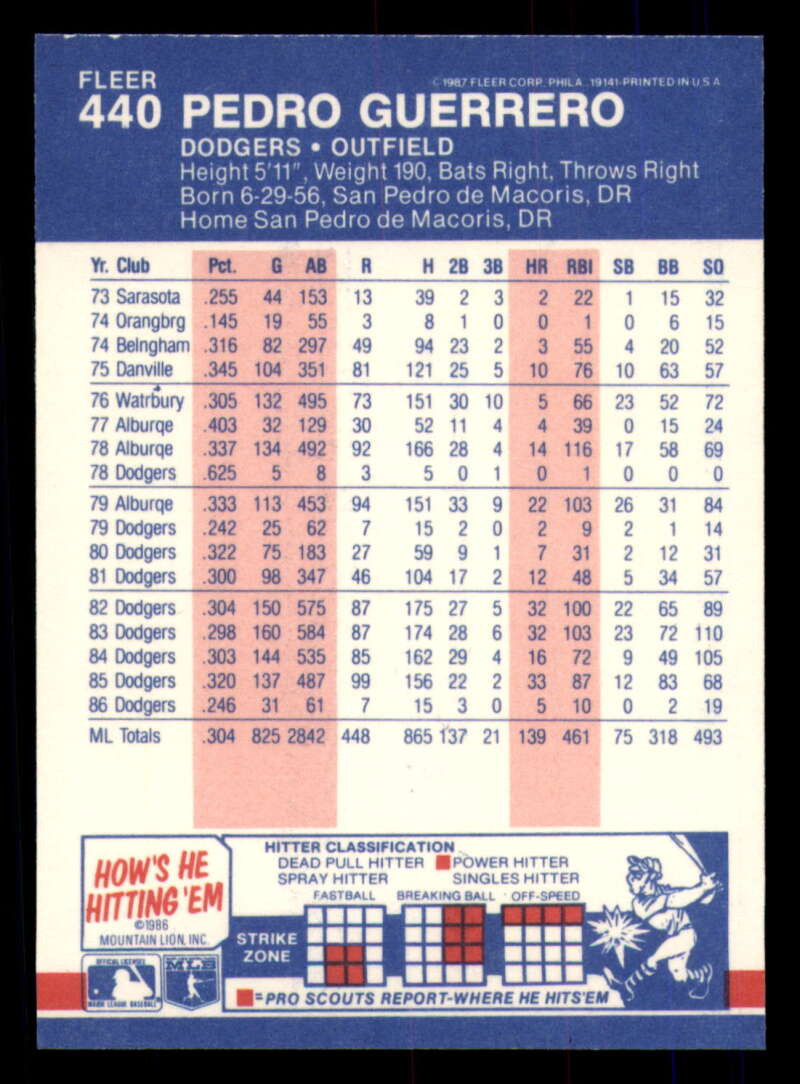 FLEER
© 1987 FLEER CORP. PHILA. 19141-PRINTED IN U S A
440 PEDRO GUERRERO
DODGERS • OUTFIELD
Height 5'11", Weight 190, Bats Right, Throws Right
Born 6-29-56, San Pedro de Macoris, DR
Home San Pedro de Macoris, DR
Yr. Club Pct. G AB R H 2B 3B HR RBI SB BB SO
73 Sarasota .255 44 153 13 39 2 3 2 22 1 15 32
74 Orangbrg .145 19 55 3 8 1 0 0 1 0 6 15
74 Belngham .316 82 297 49 94 23 2 3 55 4 20 52
75 Danville .345 104 351 81 121 25 5 10 76 10 63 57
76 Watrbury .305 132 495 73 151 30 10 5 66 23 52 72
77 Alburqe .403 32 129 30 52 11 4 4 39 0 15 24
78 Alburqe .337 134 492 92 166 28 4 14 116 17 58 69
78 Dodgers .625 5 8 3 5 0 1 0 1 0 0 0
79 Alburqe .333 113 453 94 151 33 9 22 103 26 31 84
79 Dodgers .242 25 62 7 15 2 0 2 9 2 1 14
80 Dodgers .322 75 183 27 59 9 1 7 31 2 12 31
81 Dodgers .300 98 347 46 104 17 2 12 48 5 34 57
82 Dodgers .304 150 575 87 175 27 5 32 100 22 65 89
83 Dodgers .298 160 584 87 174 28 6 32 103 23 72 110
84 Dodgers .303 144 535 85 162 29 4 16 72 9 49 105
85 Dodgers .320 137 487 99 156 22 2 33 87 12 83 68
86 Dodgers .246 31 61 7 15 3 0 5 10 0 2 19
ML Totals .304 825 2842 448 865 137 21 139 461 75 318 493
HOW'S HE
HITTING 'EM
©1986
MOUNTAIN LION, INC.
HITTER CLASSIFICATION
DEAD PULL HITTER POWER HITTER
SPRAY HITTER SINGLES HITTER
FASTBALL BREAKING BALL OFF-SPEED
STRIKE
ZONE
=PRO SCOUTS REPORT-WHERE HE HITS'EM
OFFICIAL LICENSEE
MAJOR LEAGUE BASEBALL
MLB